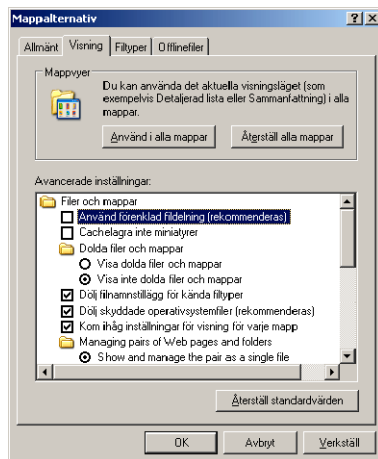 Mappalternativ
Allmänt Visning Filtyper Offlinefiler
Mappvyer
Du kan använda det aktuella visningsläget (som
exempelvis Detaljerad lista eller Sammanfattning) i alla
mappar.
Använd i alla mappar Återställ alla mappar
Avancerade inställningar:
Filer och mappar
Använd förenklad fildelning (rekommenderas)
Cachelagra inte miniatyrer
Dolda filer och mappar
Visa dolda filer och mappar
Visa inte dolda filer och mappar
Dölj filnamnstillägg för kända filtyper
Dölj skyddade operativsystemfiler (rekommenderas)
Kom ihåg inställningar för visning för varje mapp
Managing pairs of Web pages and folders
Show and manage the pair as a single file
Återställ standardvärden
OK Avbryt Verkställ